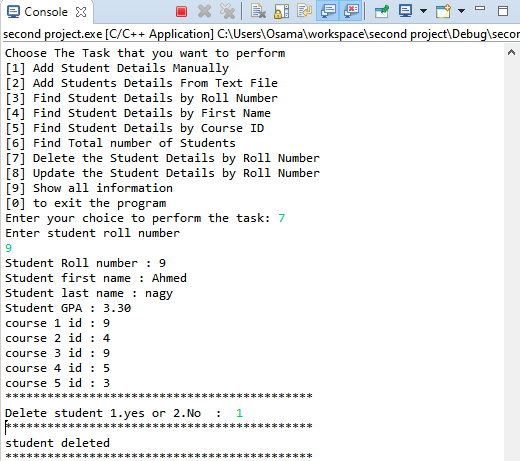 Console
second project.exe [C/C++ Application] C:\Users\Osama\workspace\second project\Debug\secor
Choose The Task that you want to perform
[1] Add Student Details Manually
[2] Add Students Details From Text File
[3] Find Student Details by Roll Number
[4] Find Student Details by First Name
[5] Find Student Details by Course ID
[6] Find Total number of Students
[7] Delete the Student Details by Roll Number
[8] Update the Student Details by Roll Number
[9] Show all information
[0] to exit the program
Enter your choice to perform the task: 7
Enter student roll number
9
Student Roll number : 9
Student first name : Ahmed
Student last name : nagy
Student GPA : 3.30
course 1 id : 9
course 2 id : 4
course 3 id : 9
course 4 id : 5
course 5 id : 3
********************************************
Delete student 1.yes or 2.No  :  1
********************************************
student deleted
********************************************